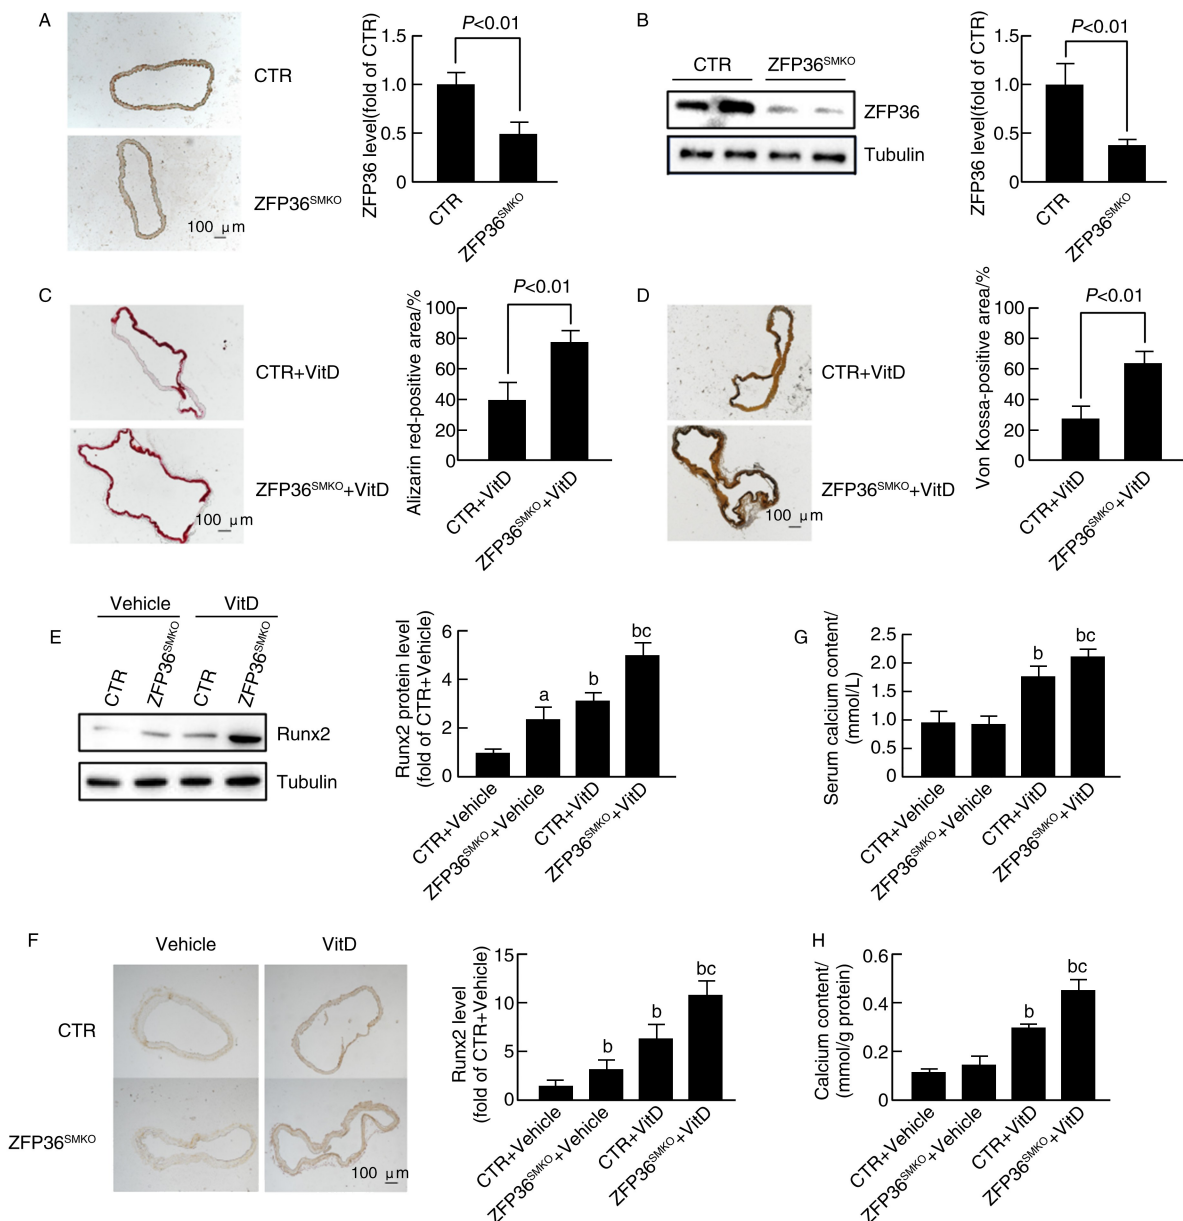 A
CTR
ZFP36SMKO
100 μm
ZFP36 level(fold of CTR)
1.5
1.0
0.5
0
P<0.01
CTR
ZFP36SMKO
B
CTR
ZFP36SMKO
ZFP36
Tubulin
ZFP36 level(fold of CTR)
1.5
1.0
0.5
0
P<0.01
CTR
ZFP36SMKO
C
CTR+VitD
ZFP36SMKO+VitD
100 μm
Alizarin red-positive area/%
100
80
60
40
20
0
P<0.01
CTR+VitD
ZFP36SMKO+VitD
D
CTR+VitD
ZFP36SMKO+VitD
100 μm
Von Kossa-positive area/%
100
80
60
40
20
0
P<0.01
CTR+VitD
ZFP36SMKO+VitD
E
Vehicle
VitD
CTR
ZFP36SMKO
CTR
ZFP36SMKO
Runx2
Tubulin
Runx2 protein level
(fold of CTR+Vehicle)
6
4
2
0
a
b
bc
CTR+Vehicle
ZFP36SMKO+Vehicle
CTR+VitD
ZFP36SMKO+VitD
G
Serum calcium content/
(mmol/L)
2.5
2.0
1.5
1.0
0.5
0
b
bc
CTR+Vehicle
ZFP36SMKO+Vehicle
CTR+VitD
ZFP36SMKO+VitD
F
Vehicle
VitD
CTR
ZFP36SMKO
100 μm
Runx2 level
(fold of CTR+Vehicle)
15
10
5
0
b
b
bc
CTR+Vehicle
ZFP36SMKO+Vehicle
CTR+VitD
ZFP36SMKO+VitD
H
Calcium content/
(mmol/g protein)
0.6
0.4
0.2
0
b
bc
CTR+Vehicle
ZFP36SMKO+Vehicle
CTR+VitD
ZFP36SMKO+VitD